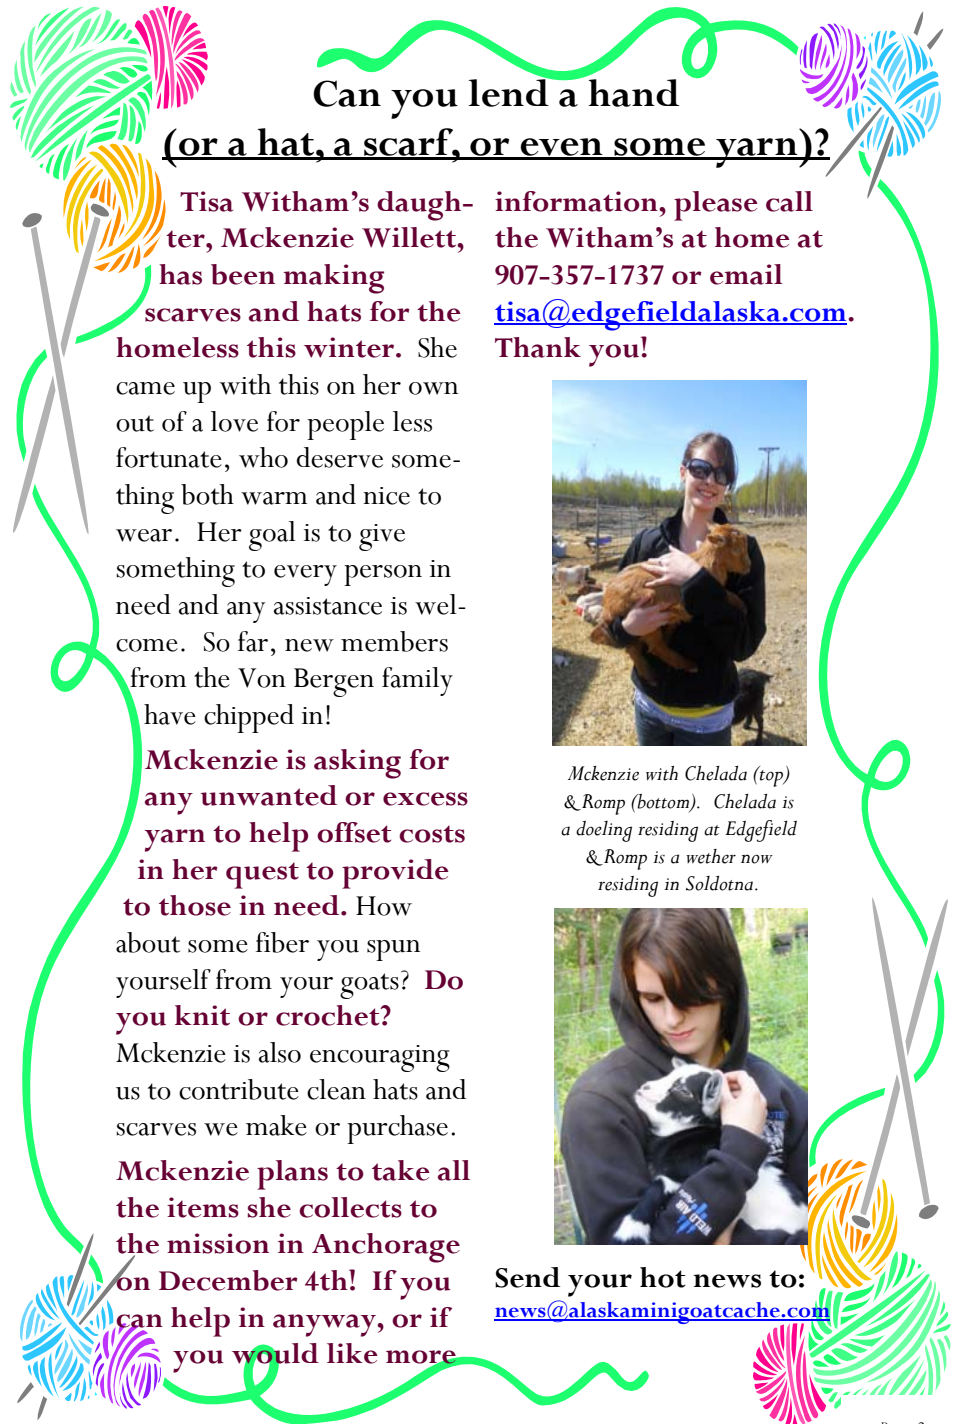 Can you lend a hand
(or a hat, a scarf, or even some yarn)?
Tisa Witham's daugh-
ter, Mckenzie Willett,
has been making
scarves and hats for the
homeless this winter. She
came up with this on her own
out of a love for people less
fortunate, who deserve some-
thing both warm and nice to
wear. Her goal is to give
something to every person in
need and any assistance is wel-
come. So far, new members
from the Von Bergen family
have chipped in!
Mckenzie is asking for
any unwanted or excess
yarn to help offset costs
in her quest to provide
to those in need. How
about some fiber you spun
yourself from your goats? Do
you knit or crochet?
Mckenzie is also encouraging
us to contribute clean hats and
scarves we make or purchase.
Mckenzie plans to take all
the items she collects to
the mission in Anchorage
on December 4th! If you
can help in anyway, or if
you would like more
information, please call
the Witham's at home at
907-357-1737 or email
tisa@edgefieldalaska.com.
Thank you!
Mckenzie with Chelada (top)
& Romp (bottom). Chelada is
a doeling residing at Edgefield
& Romp is a wether now
residing in Soldotna.
WELD AIR
Send your hot news to:
news@alaskaminigoatcache.com